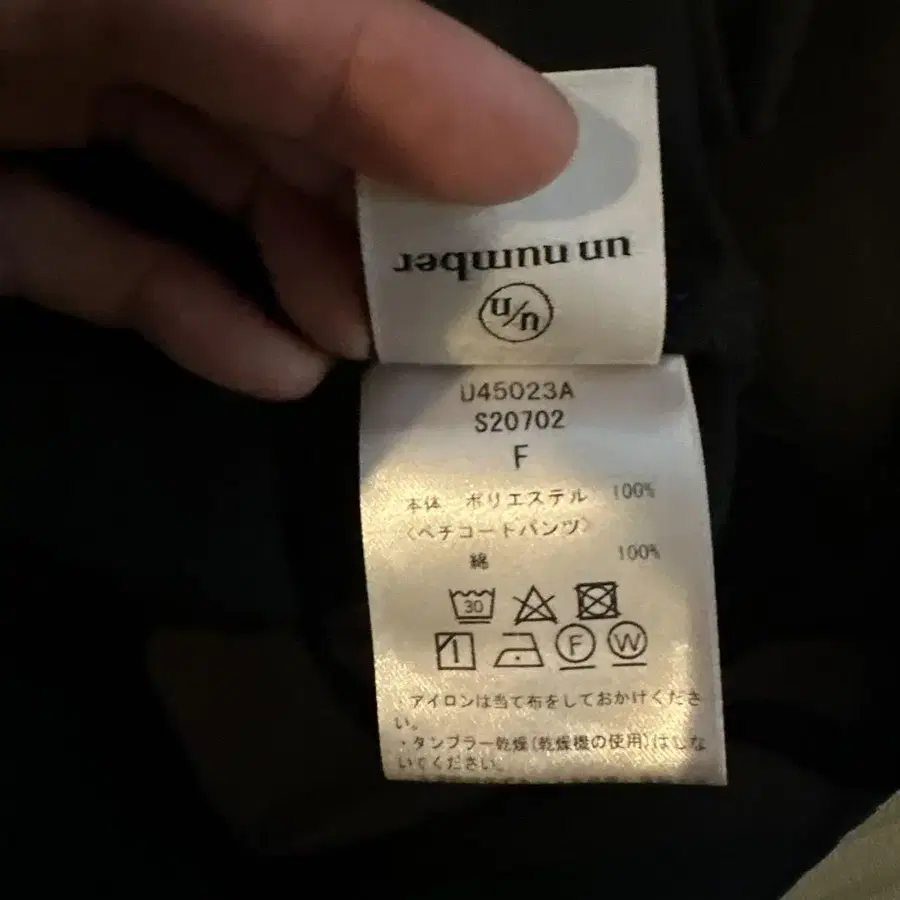 un number
u/n
U45023A
S20702
F
本体 ポリエステル 100%
〈ペチコートパンツ〉
綿 100%
30
F W
・アイロンは当て布をしておかけくださ
い。
・タンブラー乾燥(乾燥機の使用)はしな
いでください。